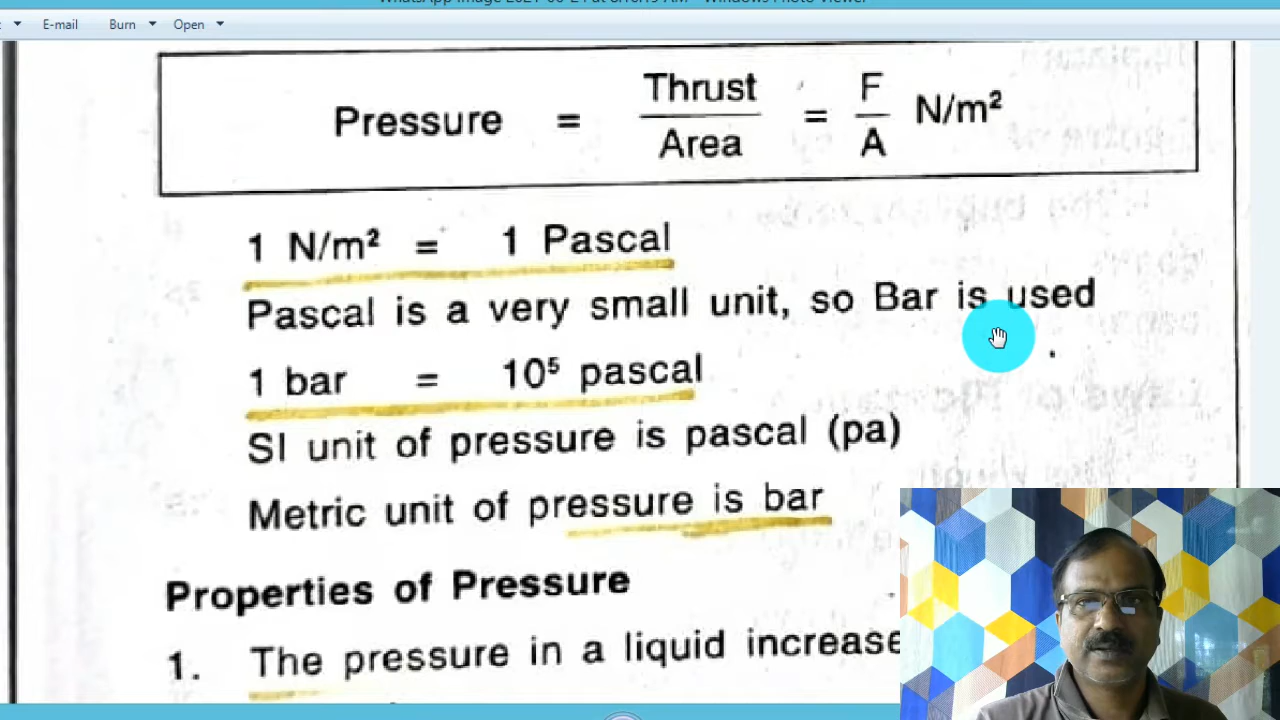 E-mail Burn Open
Pressure = Thrust / Area = F / A N/m²
1 N/m² = 1 Pascal
Pascal is a very small unit, so Bar is used
1 bar = 10⁵ pascal
SI unit of pressure is pascal (pa)
Metric unit of pressure is bar
Properties of Pressure
1. The pressure in a liquid increase